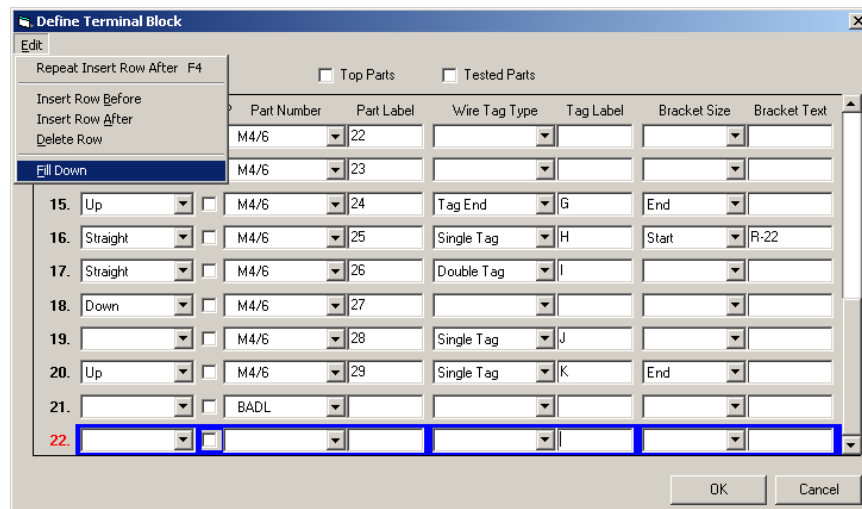 Define Terminal Block
Edit
Repeat Insert Row After F4
Top Parts Tested Parts
Insert Row Before
Insert Row After
Delete Row
Fill Down
Part Number Part Label Wire Tag Type Tag Label Bracket Size Bracket Text
M4/6 22
M4/6 23
15. Up M4/6 24 Tag End G End
16. Straight M4/6 25 Single Tag H Start R-22
17. Straight M4/6 26 Double Tag I
18. Down M4/6 27
19. M4/6 28 Single Tag J
20. Up M4/6 29 Single Tag K End
21. BADL
22.
OK Cancel